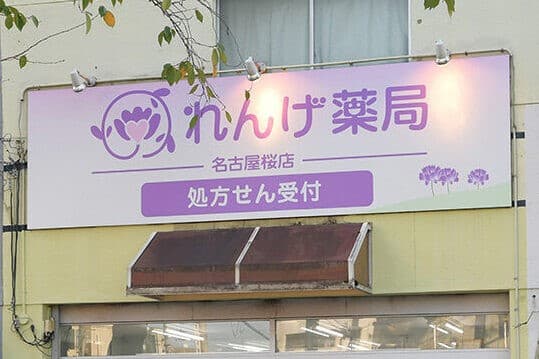 れんげ薬局
名古屋桜店
処方せん受付